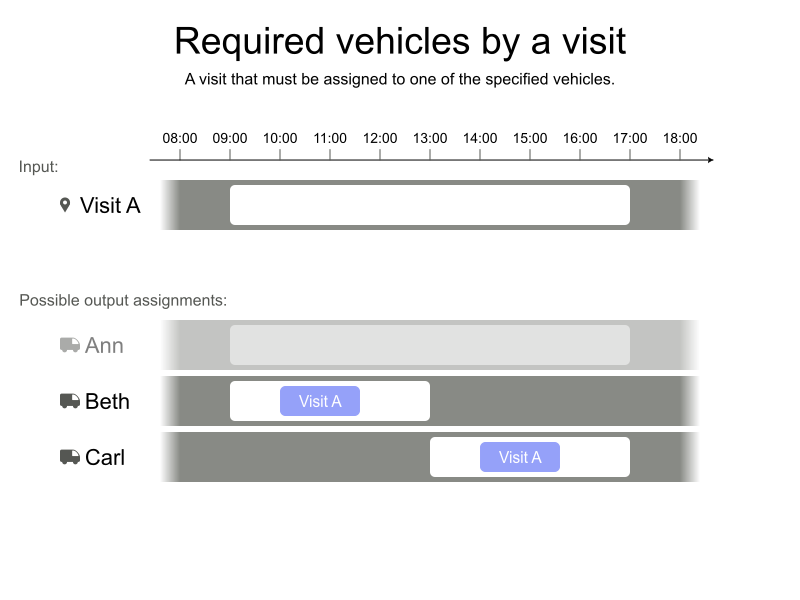 Required vehicles by a visit
A visit that must be assigned to one of the specified vehicles.
08:00 09:00 10:00 11:00 12:00 13:00 14:00 15:00 16:00 17:00 18:00
Input:
Visit A
Possible output assignments:
Ann
Beth Visit A
Carl Visit A